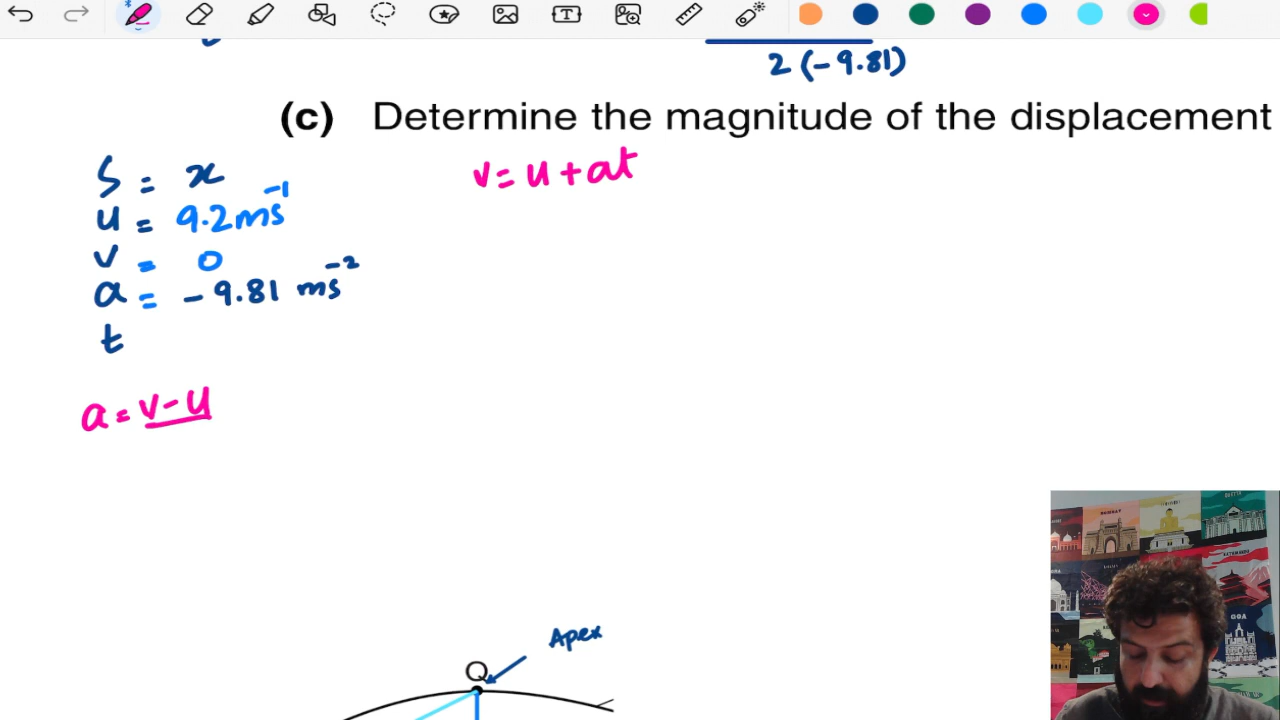 2 (-9.81)
(c) Determine the magnitude of the displacement
S = x
v = u + at
u = 9.2 ms⁻¹
v = 0
a = - 9.81 ms⁻²
t
a = v - u
Apex
Q
GOA